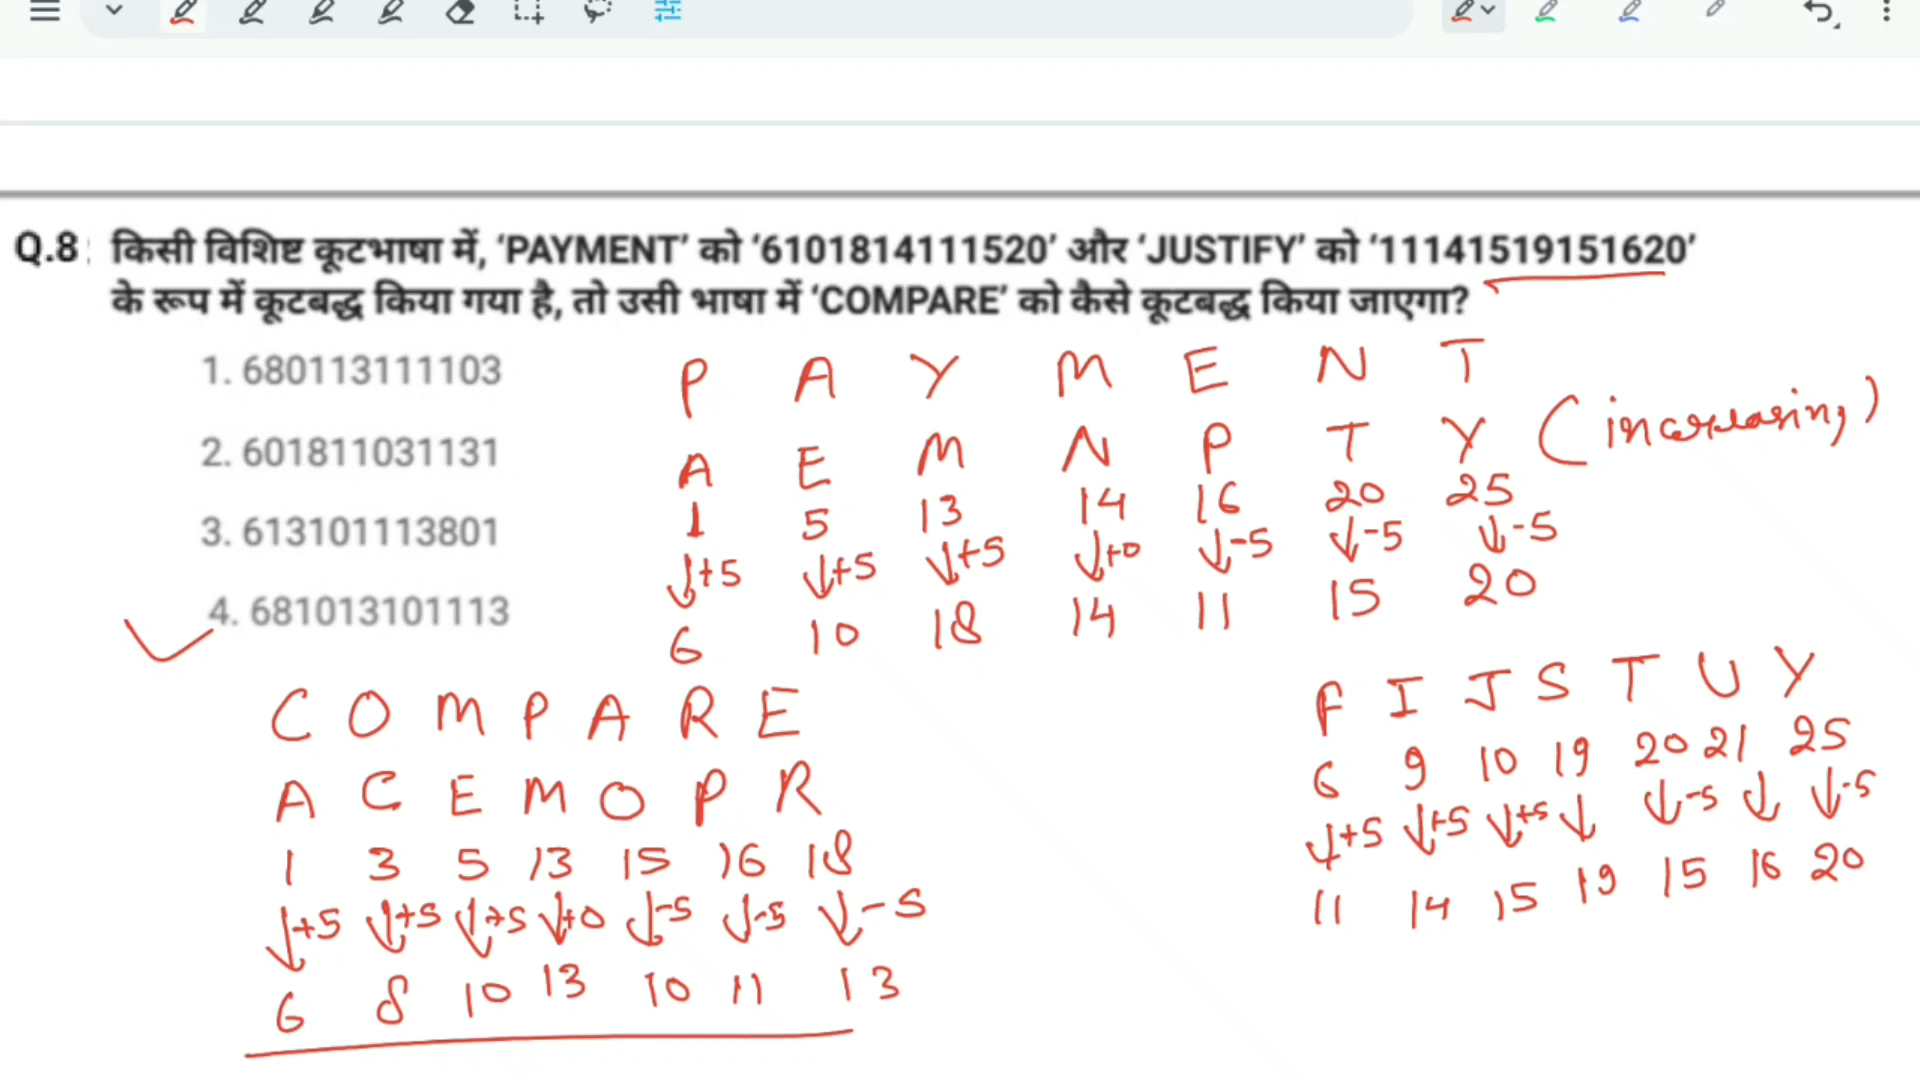 Q.8 किसी विशिष्ट कूटभाषा में, ‘PAYMENT’ को ‘6101814111520’ और ‘JUSTIFY’ को ‘11141519151620’
के रूप में कूटबद्ध किया गया है, तो उसी भाषा में ‘COMPARE’ को कैसे कूटबद्ध किया जाएगा?
1. 680113111103
2. 601811031131
3. 613101113801
4. 681013101113
P A Y M E N T
A E M N P T Y (increasing)
1 5 13 14 16 20 25
↓+5 ↓+5 ↓+5 ↓+0 ↓-5 ↓-5 ↓-5
6 10 18 14 11 15 20
C O M P A R E
A C E M O P R
1 3 5 13 15 16 18
↓+5 ↓+5 ↓+5 ↓+0 ↓-5 ↓-5 ↓-5
6 8 10 13 10 11 13
F I J S T U Y
6 9 10 19 20 21 25
↓+5 ↓+5 ↓+5 ↓ ↓-5 ↓ ↓-5
11 14 15 19 15 16 20